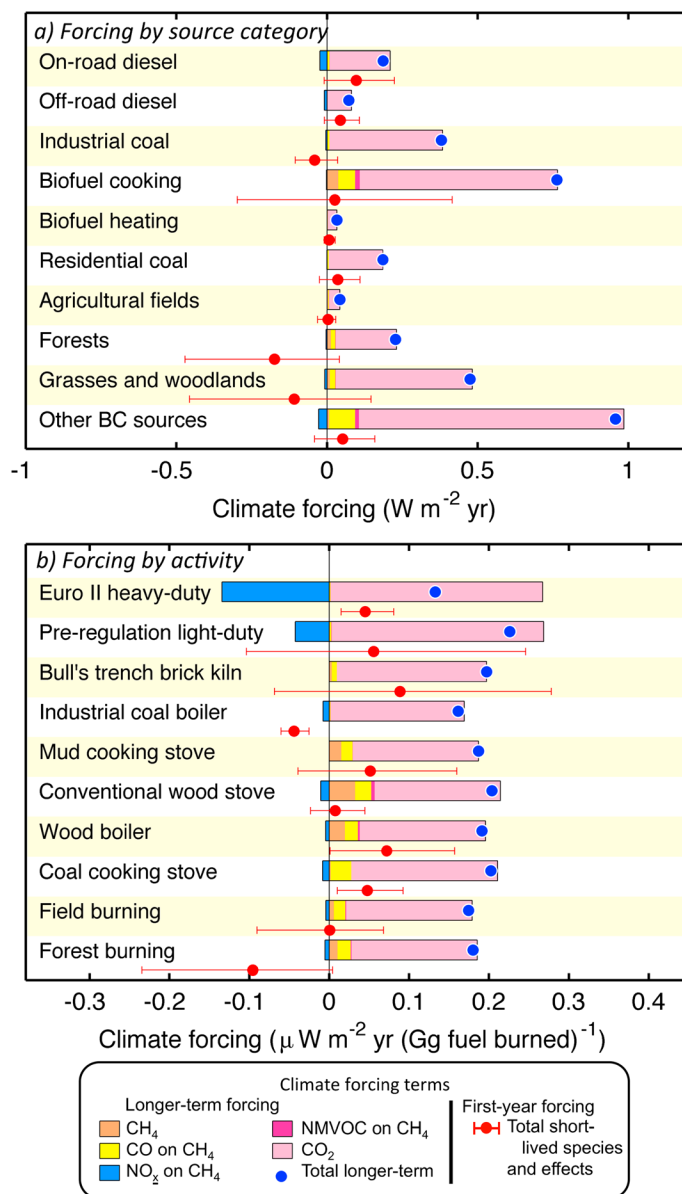 a) Forcing by source category
On-road diesel
Off-road diesel
Industrial coal
Biofuel cooking
Biofuel heating
Residential coal
Agricultural fields
Forests
Grasses and woodlands
Other BC sources
-1 -0.5 0 0.5 1
Climate forcing (W m⁻² yr)
b) Forcing by activity
Euro II heavy-duty
Pre-regulation light-duty
Bull's trench brick kiln
Industrial coal boiler
Mud cooking stove
Conventional wood stove
Wood boiler
Coal cooking stove
Field burning
Forest burning
-0.3 -0.2 -0.1 0 0.1 0.2 0.3 0.4
Climate forcing (μ W m⁻² yr (Gg fuel burned)⁻¹)
Climate forcing terms
Longer-term forcing
CH₄
CO on CH₄
NOₓ on CH₄
NMVOC on CH₄
CO₂
Total longer-term
First-year forcing
Total short-
lived species
and effects